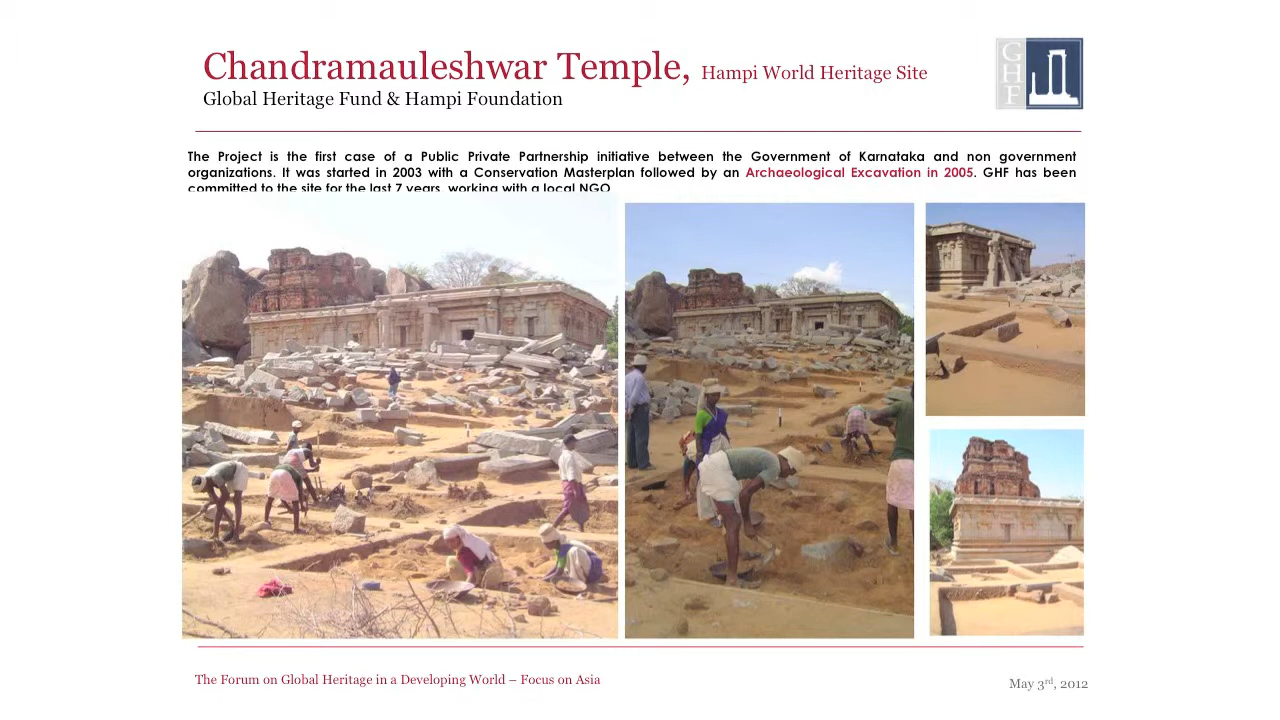 Chandramauleshwar Temple, Hampi World Heritage Site
Global Heritage Fund & Hampi Foundation
GHF
The Project is the first case of a Public Private Partnership initiative between the Government of Karnataka and non government
organizations. It was started in 2003 with a Conservation Masterplan followed by an Archaeological Excavation in 2005. GHF has been
committed to the site for the last 7 years, working with a local NGO
The Forum on Global Heritage in a Developing World – Focus on Asia
May 3rd, 2012